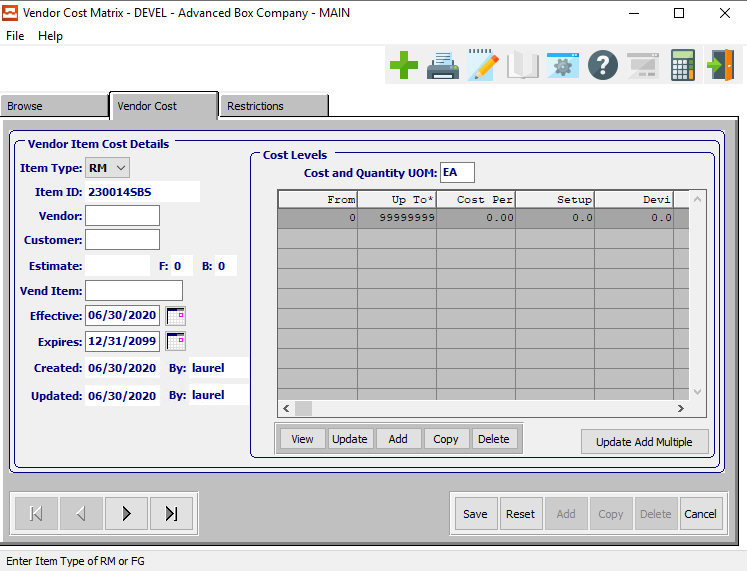 Vendor Cost Matrix - DEVEL - Advanced Box Company - MAIN
File Help
Browse Vendor Cost Restrictions
Vendor Item Cost Details
Item Type: RM
Item ID: 230014SBS
Vendor:
Customer:
Estimate: F: 0 B: 0
Vend Item:
Effective: 06/30/2020
Expires: 12/31/2099
Created: 06/30/2020 By: laurel
Updated: 06/30/2020 By: laurel
Cost Levels
Cost and Quantity UOM: EA
From Up To* Cost Per Setup Devi
0 99999999 0.00 0.0 0.0
View Update Add Copy Delete Update Add Multiple
Save Reset Add Copy Delete Cancel
Enter Item Type of RM or FG